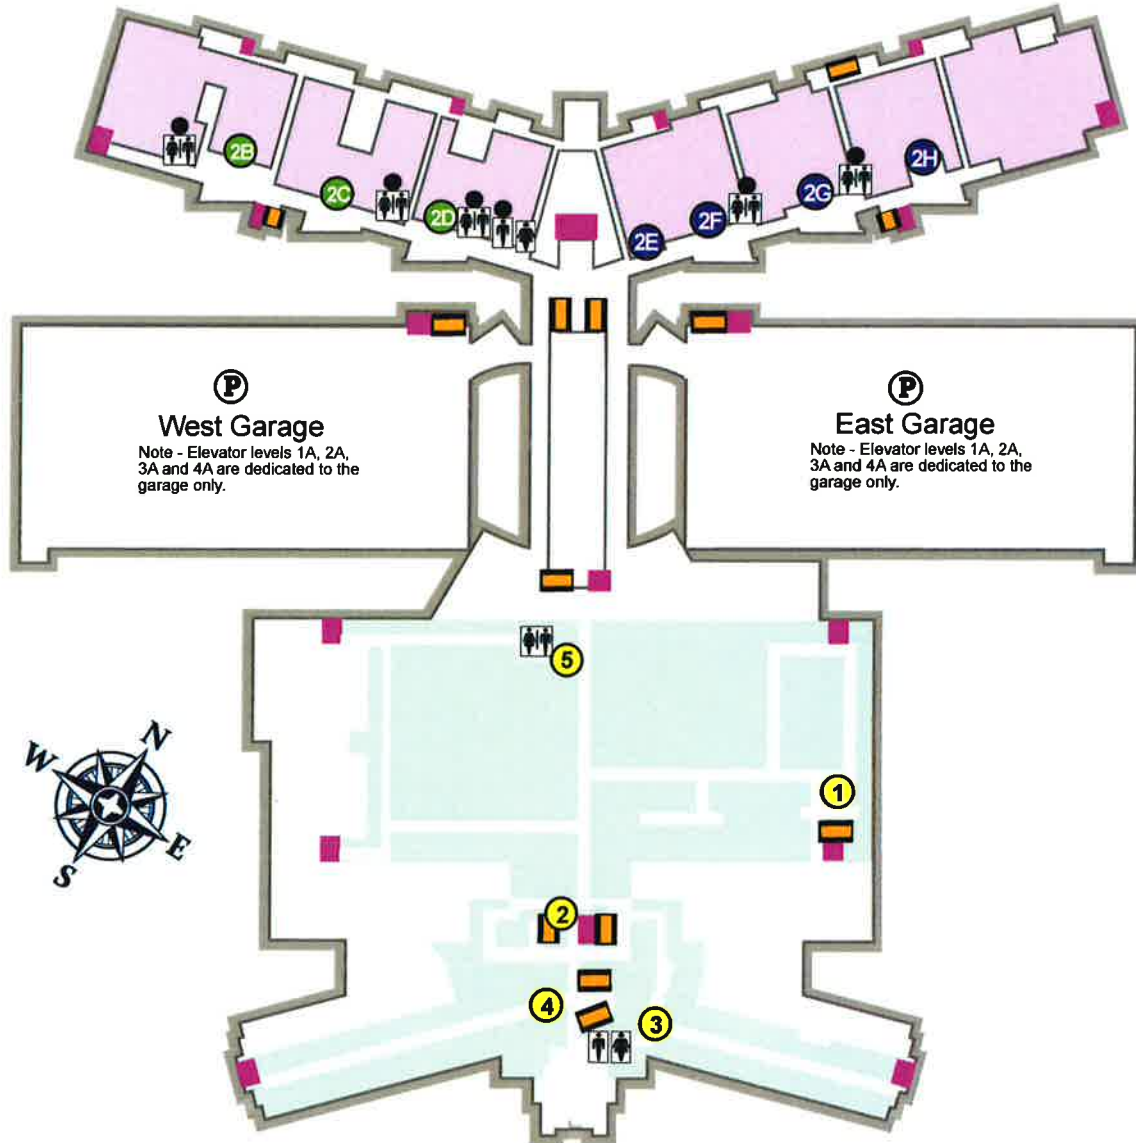 2B
2C
2D
2E
2F
2G
2H
P
West Garage
Note - Elevator levels 1A, 2A,
3A and 4A are dedicated to the
garage only.
P
East Garage
Note - Elevator levels 1A, 2A,
3A and 4A are dedicated to the
garage only.
5
N
W
E
S
1
2
4
3